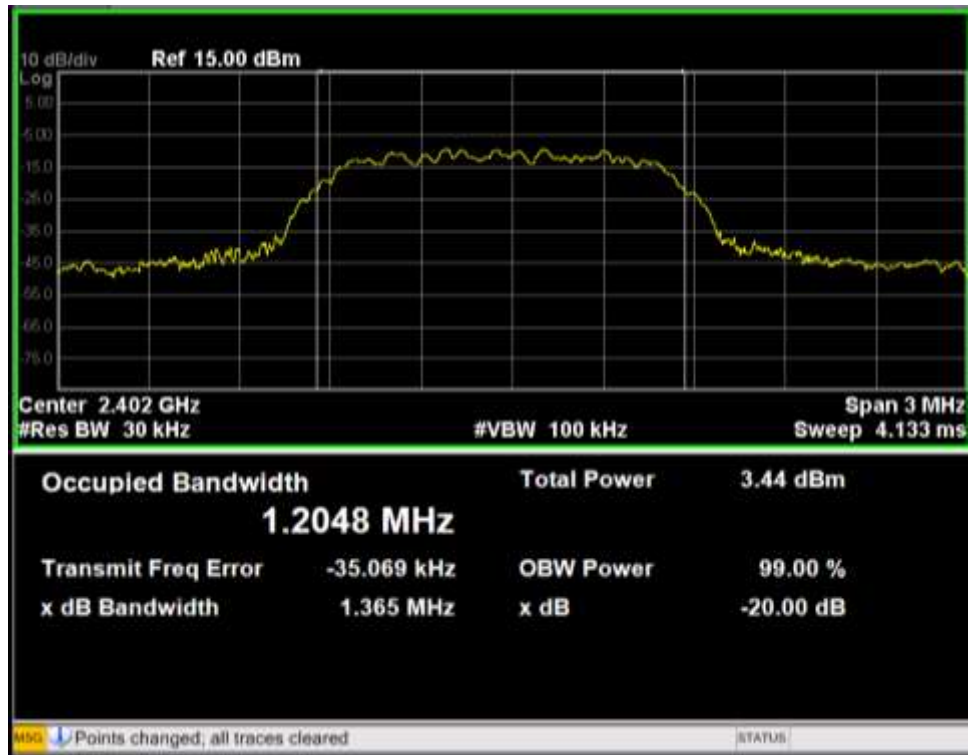 10 dB/div Ref 15.00 dBm
Log
5.00
-5.00
-15.0
-25.0
-35.0
-45.0
-55.0
-65.0
-75.0
Center 2.402 GHz Span 3 MHz
#Res BW 30 kHz #VBW 100 kHz Sweep 4.133 ms
Occupied Bandwidth Total Power 3.44 dBm
1.2048 MHz
Transmit Freq Error -35.069 kHz OBW Power 99.00 %
x dB Bandwidth 1.365 MHz x dB -20.00 dB
MSG Points changed, all traces cleared STATUS